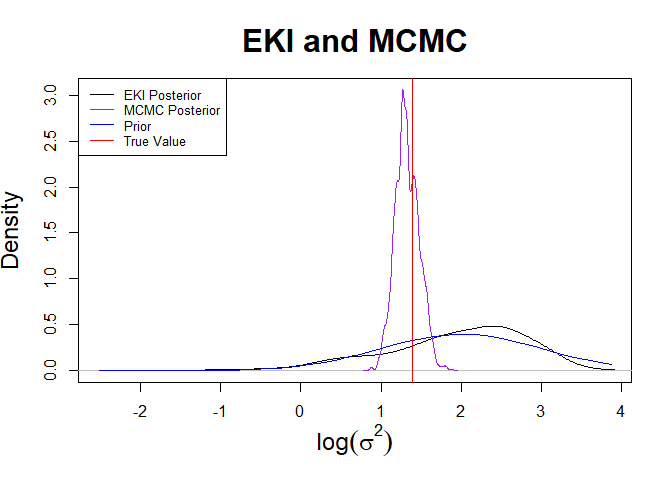 EKI and MCMC
EKI Posterior
MCMC Posterior
Prior
True Value
Density
0.0 0.5 1.0 1.5 2.0 2.5 3.0
-2 -1 0 1 2 3 4
log(σ²)